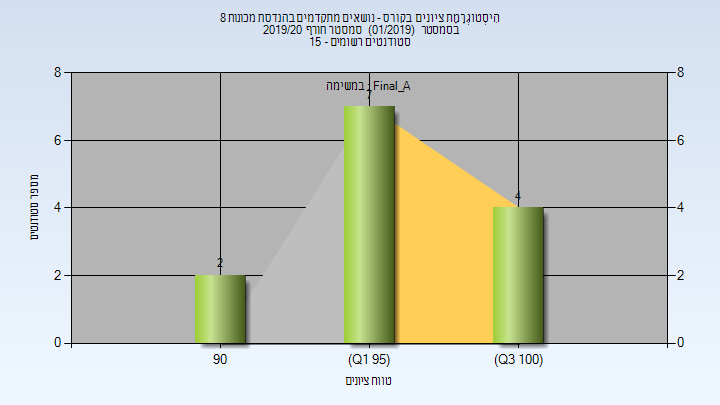 היסטוגרמת ציונים בקורס - נושאים מתקדמים בהנדסת מכונות 8
בסמסטר (01/2019) סמסטר חורף 2019/20
סטודנטים רשומים - 15
במשימה : Final_A
8 8
6 6
4 4
2 2
0 0
2
7
4
מספר סטודנטים
90 (Q1 95) (Q3 100)
טווח ציונים